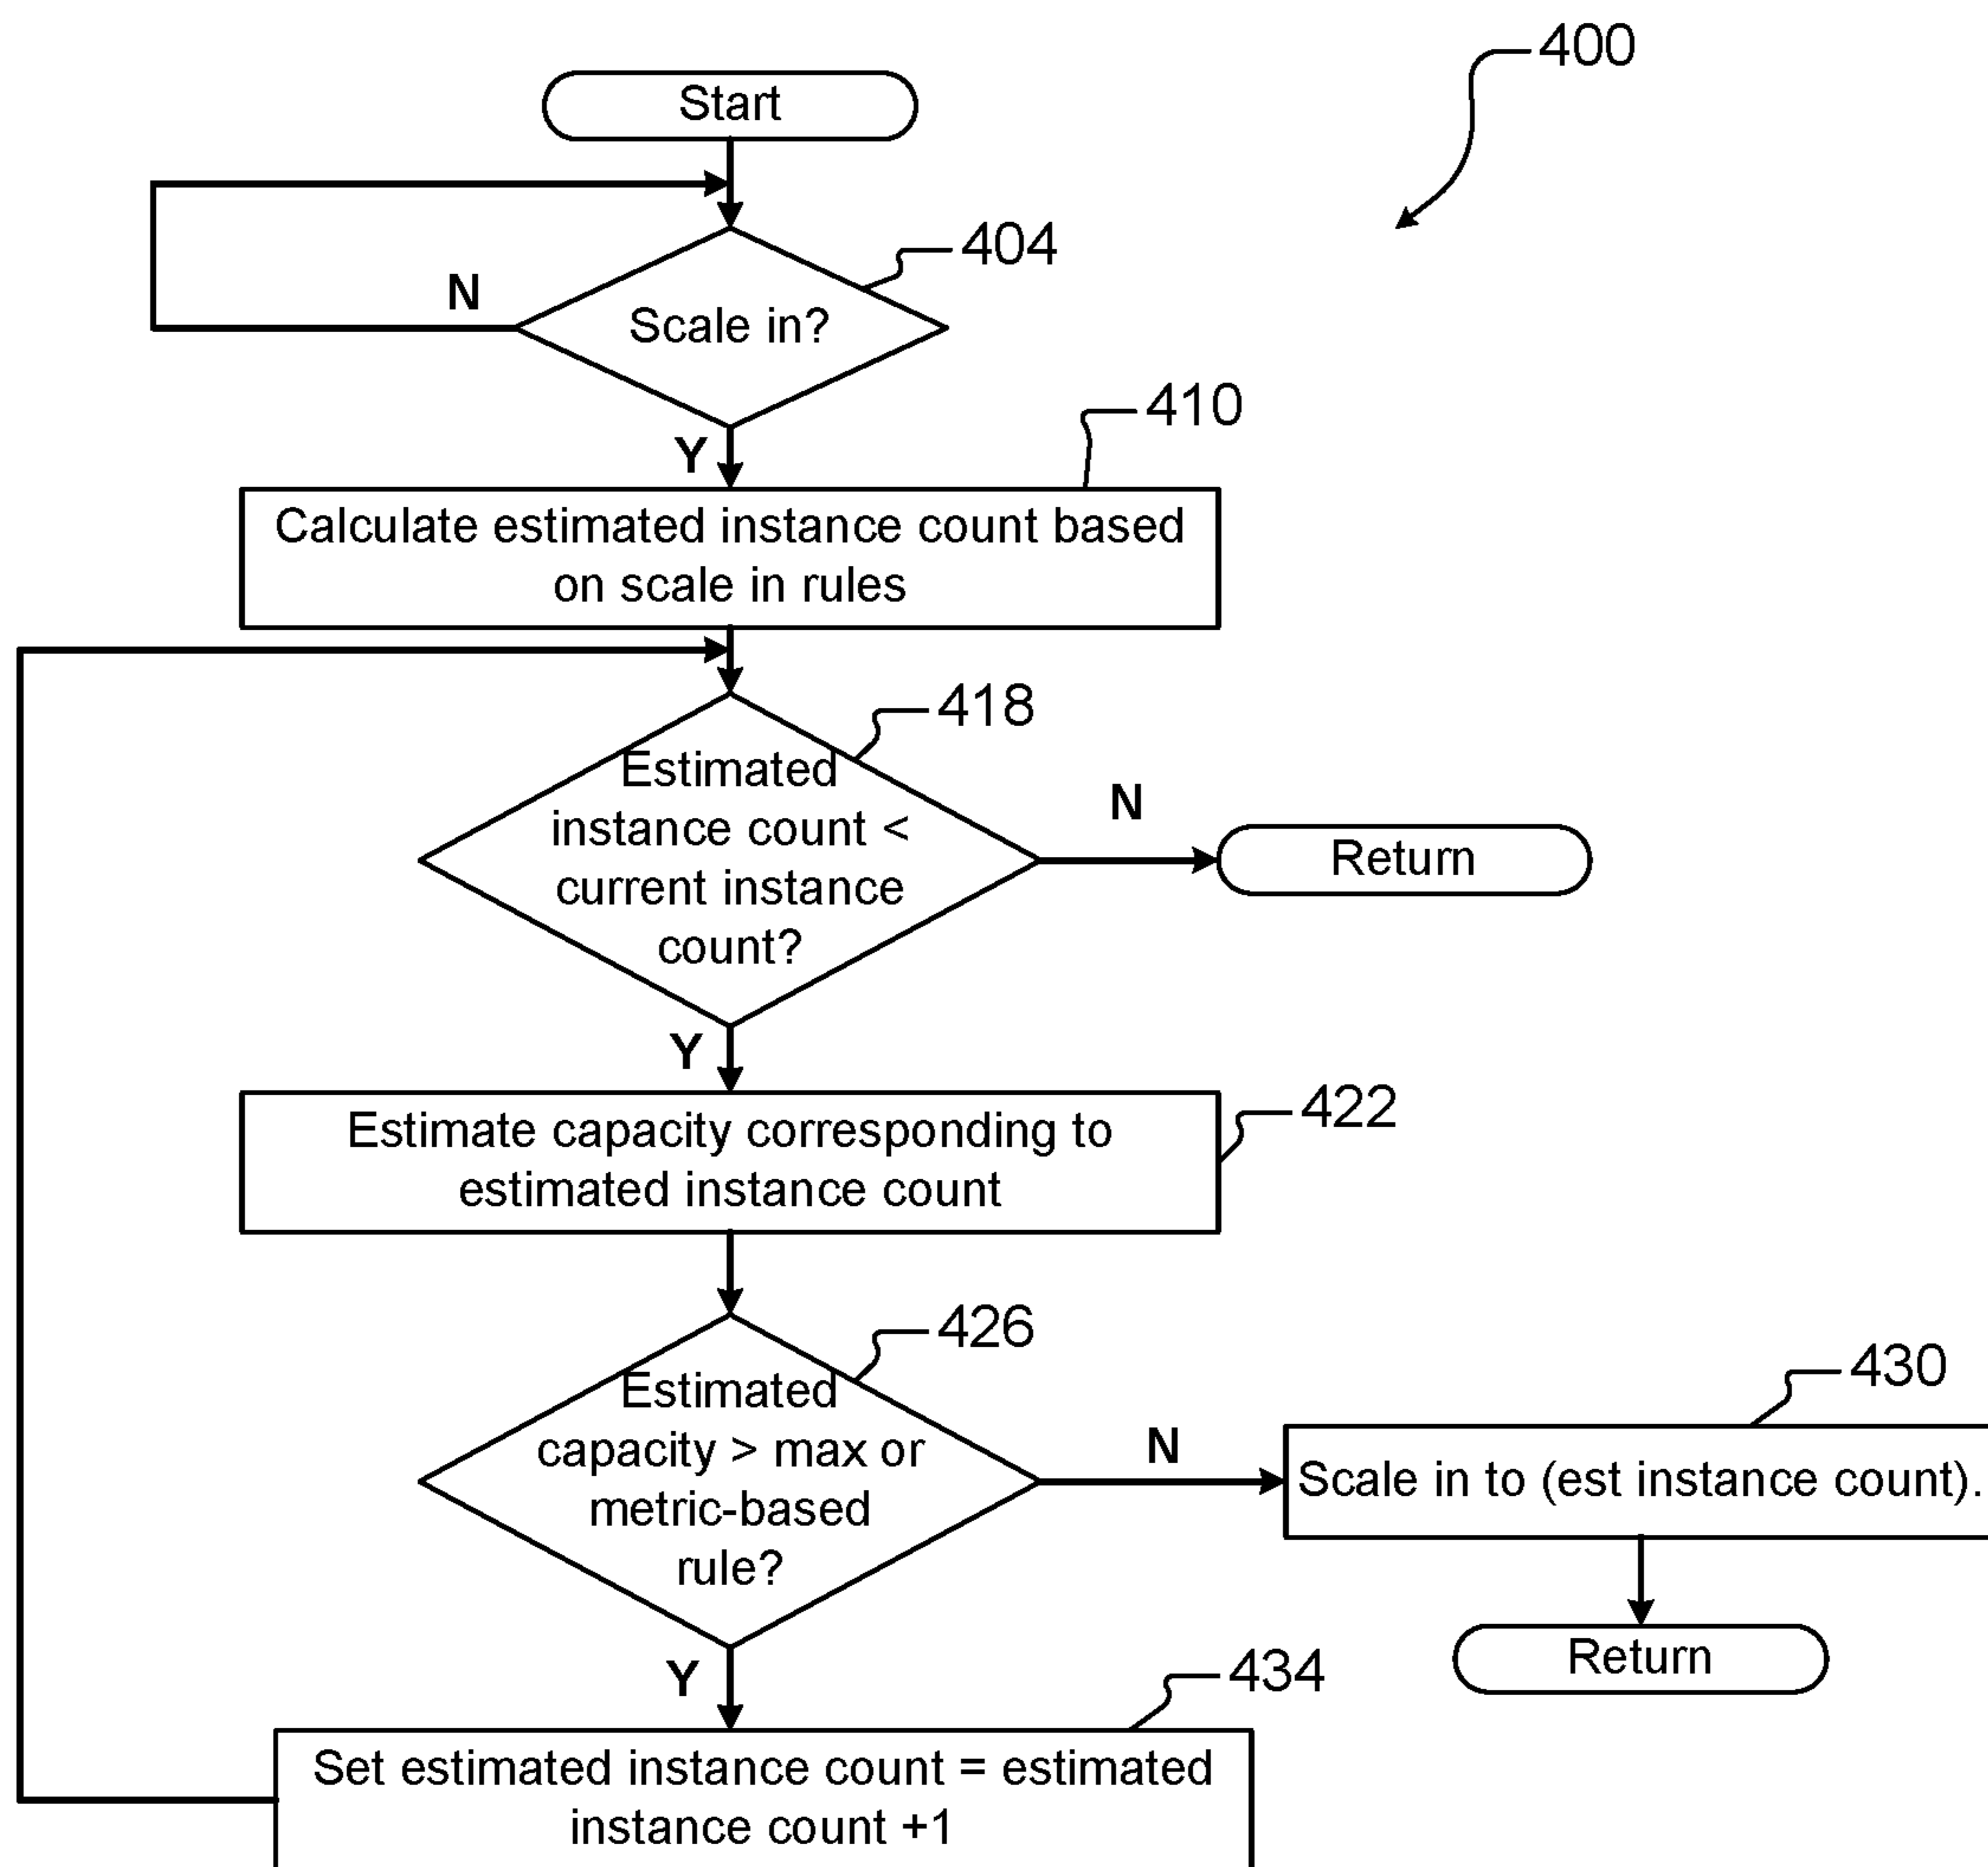 400
Start
404
N
Scale in?
410
Y
Calculate estimated instance count based
on scale in rules
418
Estimated
instance count <
current instance
count?
N
Return
Y
422
Estimate capacity corresponding to
estimated instance count
426
Estimated
capacity > max or
metric-based
rule?
N
430
Scale in to (est instance count).
Return
Y
434
Set estimated instance count = estimated
instance count +1